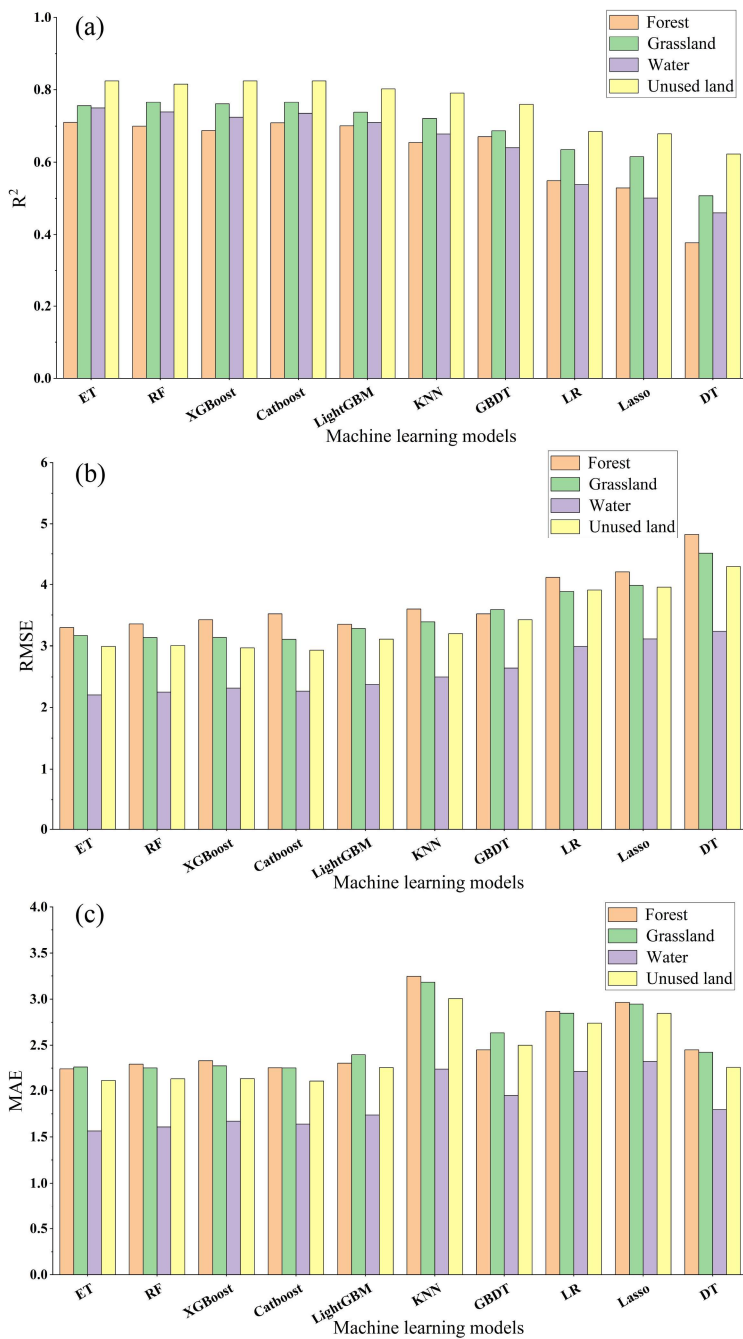 (a)
Forest
Grassland
Water
Unused land
1.0
0.8
0.6
0.4
0.2
0.0
R²
ET
RF
XGBoost
Catboost
LightGBM
KNN
GBDT
LR
Lasso
DT
Machine learning models
(b)
Forest
Grassland
Water
Unused land
6
5
4
3
2
1
0
RMSE
ET
RF
XGBoost
Catboost
LightGBM
KNN
GBDT
LR
Lasso
DT
Machine learning models
(c)
Forest
Grassland
Water
Unused land
4.0
3.5
3.0
2.5
2.0
1.5
1.0
0.5
0.0
MAE
ET
RF
XGBoost
Catboost
LightGBM
KNN
GBDT
LR
Lasso
DT
Machine learning models